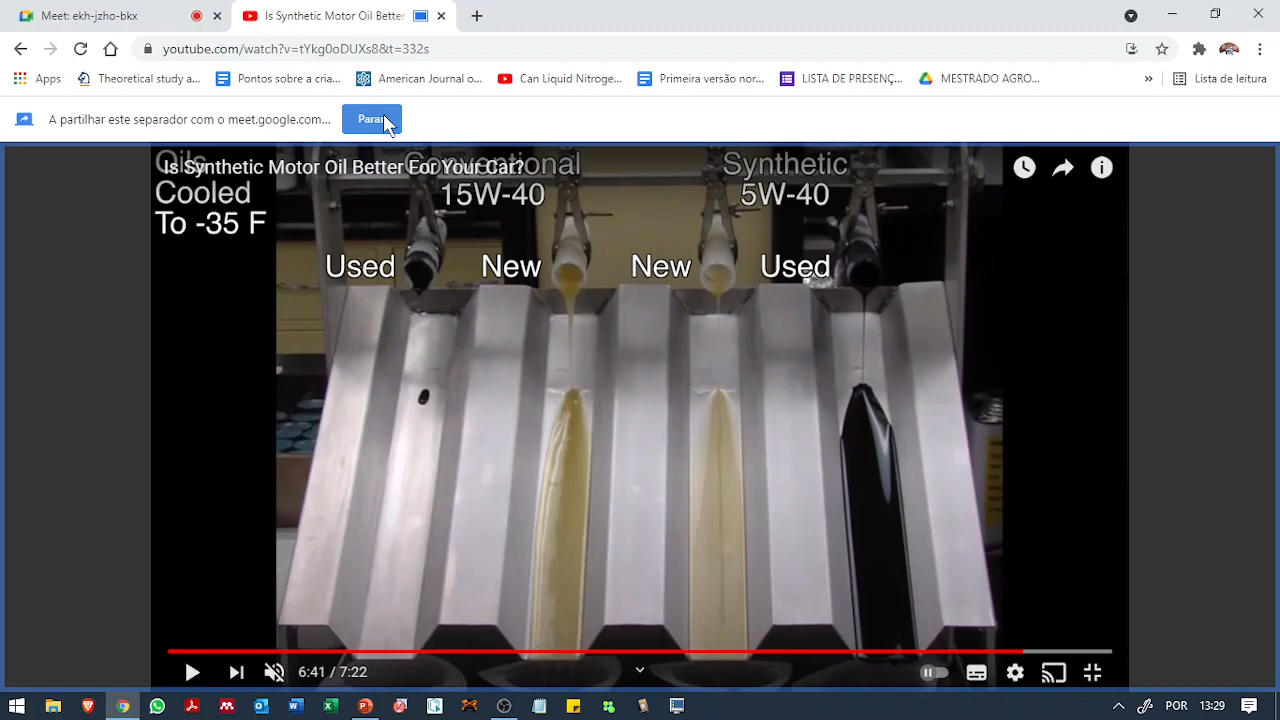 Meet: ekh-jzho-bkx
Is Synthetic Motor Oil Better
youtube.com/watch?v=tYkg0oDUXs8&t=332s
Apps
Theoretical study a...
Pontos sobre a cria...
American Journal o...
Can Liquid Nitroge...
Primeira versão nor...
LISTA DE PRESENÇ...
MESTRADO AGRO...
»
Lista de leitura
A partilhar este separador com o meet.google.com...
Parar
Is Synthetic Motor Oil Better For Your Car?
Oils
Cooled
To -35 F
Conventional
15W-40
Synthetic
5W-40
Used
New
New
Used
6:41 / 7:22
POR
13:29